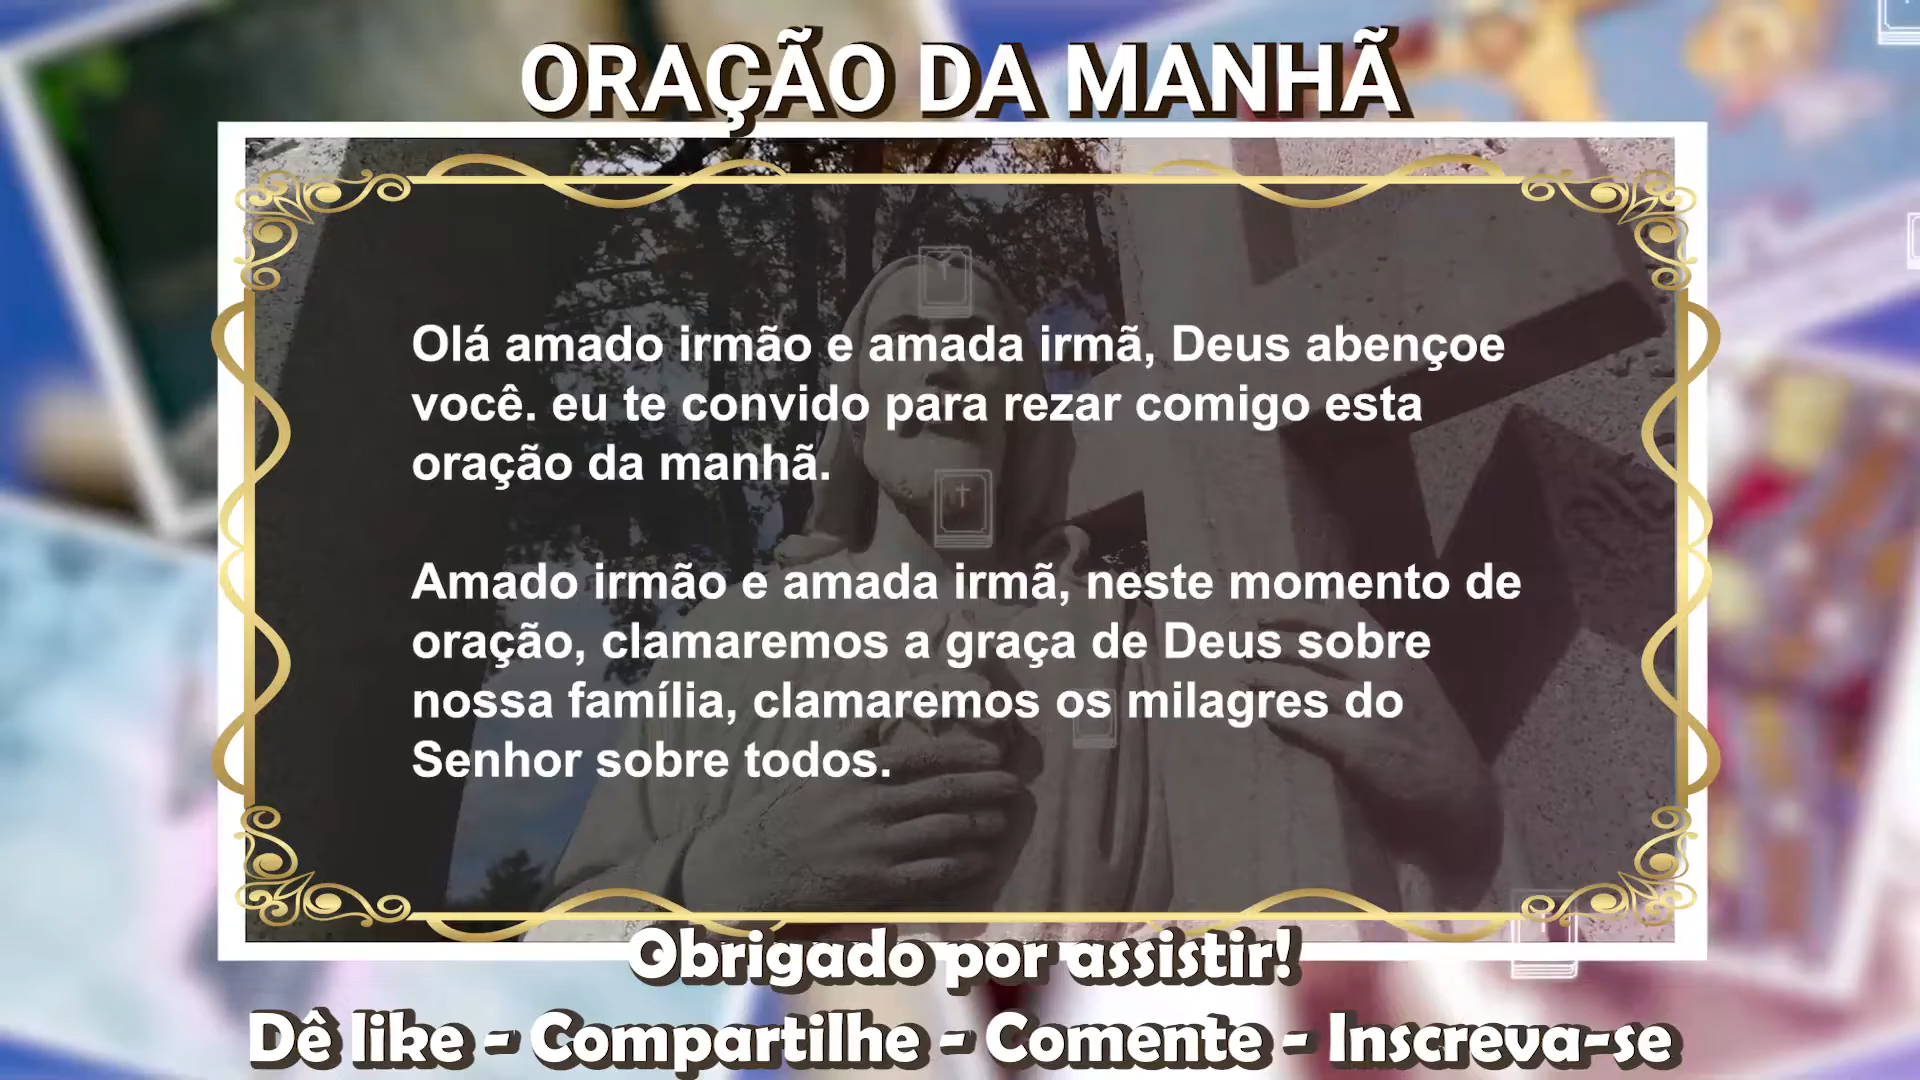 ORAÇÃO DA MANHÃ
Olá amado irmão e amada irmã, Deus abençoe
você. eu te convido para rezar comigo esta
oração da manhã.
Amado irmão e amada irmã, neste momento de
oração, clamaremos a graça de Deus sobre
nossa família, clamaremos os milagres do
Senhor sobre todos.
Obrigado por assistir!
Dê like - Compartilhe - Comente - Inscreva-se